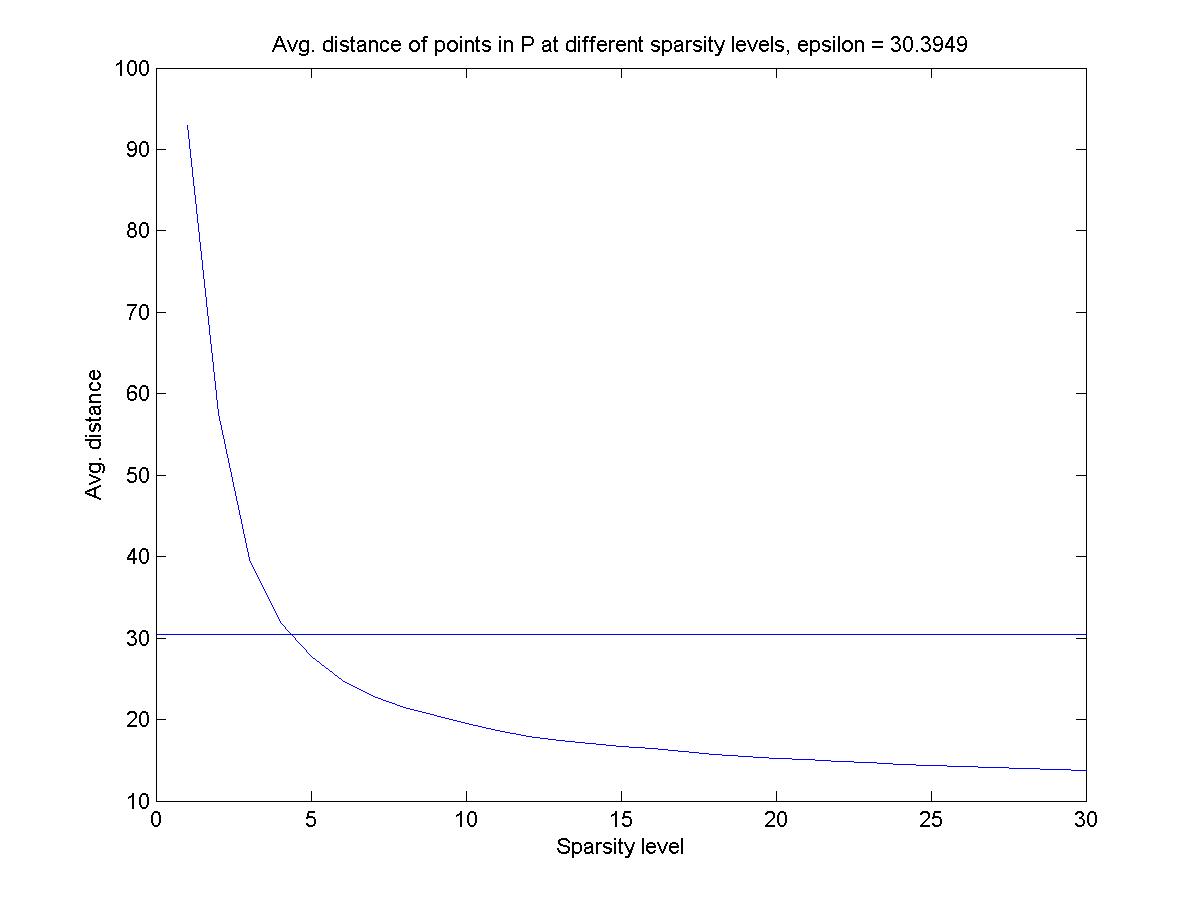 Avg. distance of points in P at different sparsity levels, epsilon = 30.3949
100
90
80
70
60
50
40
30
20
10
Avg. distance
0 5 10 15 20 25 30
Sparsity level